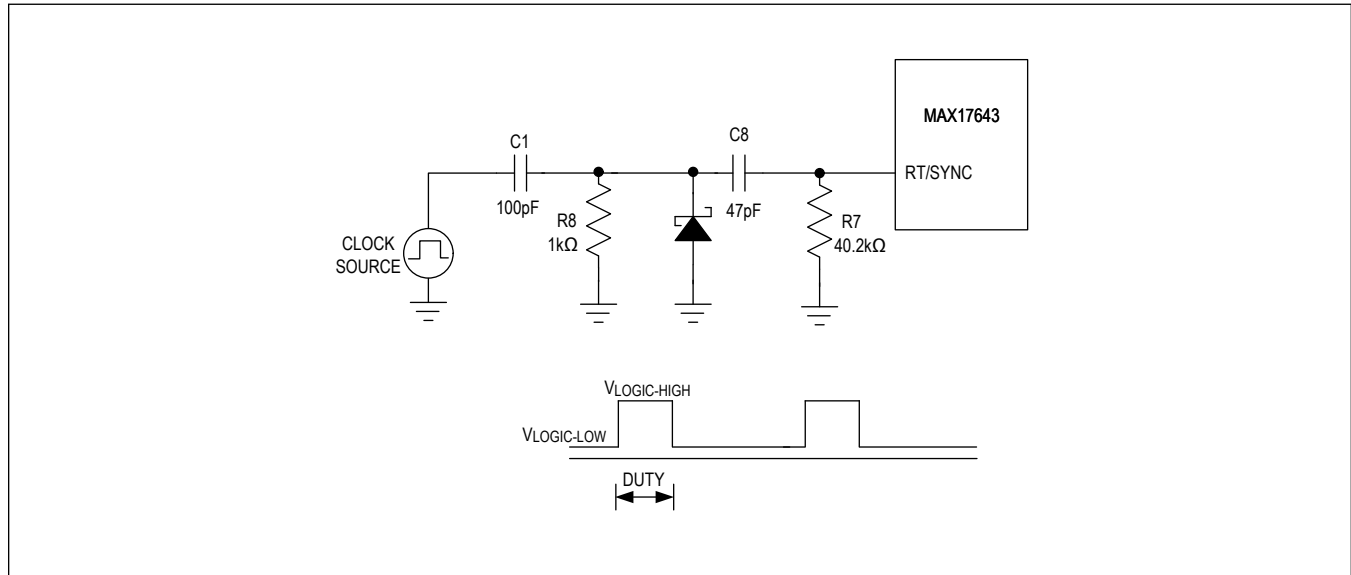 MAX17643
C1
C8
RT/SYNC
100pF
R8
1kΩ
47pF
R7
40.2kΩ
CLOCK
SOURCE
VLOGIC-HIGH
VLOGIC-LOW
DUTY